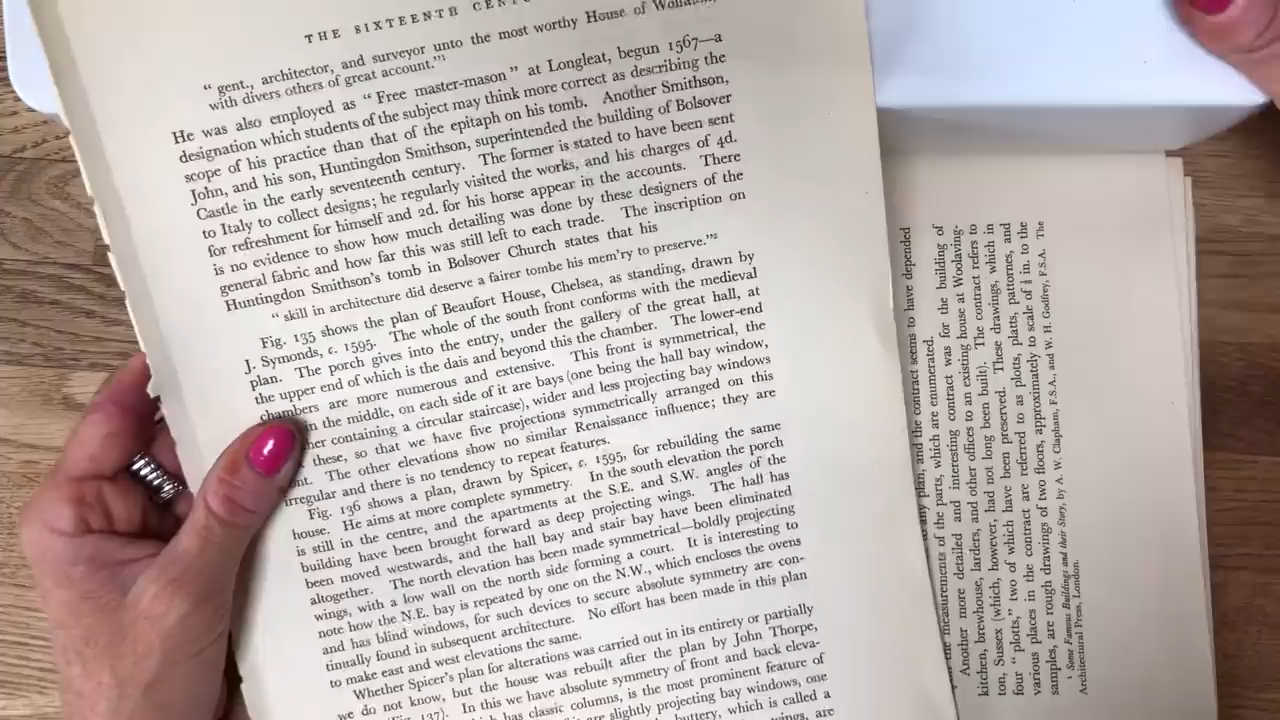 THE SIXTEENTH
“ gent., architector, and surveyor unto the most worthy House of
with divers others of great account.”¹
He was also employed as “ Free master-mason ” at Longleat, begun 1567—a
designation which students of the subject may think more correct as describing the
scope of his practice than that of the epitaph on his tomb. Another Smithson,
John, and his son, Huntingdon Smithson, superintended the building of Bolsover
Castle in the early seventeenth century. The former is stated to have been sent
to Italy to collect designs; he regularly visited the works, and his charges of 4d.
for refreshment for himself and 2d. for his horse appear in the accounts. There
is no evidence to show how much detailing was done by these designers of the
general fabric and how far this was still left to each trade. The inscription on
Huntingdon Smithson’s tomb in Bolsover Church states that his
“ skill in architecture did deserve a fairer tombe his mem’ry to preserve.”²
Fig. 135 shows the plan of Beaufort House, Chelsea, as standing, drawn by
J. Symonds, c. 1595. The whole of the south front conforms with the medieval
plan. The porch gives into the entry, under the gallery of the great hall, at
the upper end of which is the dais and beyond this the chamber. The lower-end
chambers are more numerous and extensive. This front is symmetrical, the
in the middle, on each side of it are bays (one being the hall bay window,
containing a circular staircase), wider and less projecting bay windows
these, so that we have five projections symmetrically arranged on this
The other elevations show no similar Renaissance influence; they are
irregular and there is no tendency to repeat features.
Fig. 136 shows a plan, drawn by Spicer, c. 1595, for rebuilding the same
house. He aims at more complete symmetry. In the south elevation the porch
is still in the centre, and the apartments at the S.E. and S.W. angles of the
building have been brought forward as deep projecting wings. The hall has
been moved westwards, and the hall bay and stair bay have been eliminated
altogether. The north elevation has been made symmetrical—boldly projecting
wings, with a low wall on the north side forming a court. It is interesting to
note how the N.E. bay is repeated by one on the N.W., which encloses the ovens
and has blind windows, for such devices to secure absolute symmetry are con-
tinually found in subsequent architecture. No effort has been made in this plan
to make east and west elevations the same.
Whether Spicer’s plan for alterations was carried out in its entirety or partially
we do not know, but the house was rebuilt after the plan by John Thorpe,
(Fig. 137). In this we have absolute symmetry of front and back eleva-
has classic columns, is the most prominent feature of
are slightly projecting bay windows, one
buttery, which is called a
wings, are
any plan, and the contract seems to have depended
the measurements of the parts, which are enumerated.
Another more detailed and interesting contract was for the building of
kitchen, brewhouse, larders, and other offices to an existing house at Woolaving-
ton, Sussex (which, however, had not long been built). The contract refers to
four “ plotts,” two of which have been preserved. These drawings, which in
various places in the contract are referred to as plotts, platts, pattornes, and
samples, are rough drawings of two floors, approximately to scale of ⅛ in. to the
¹ Some Famous Buildings and their Story, by A. W. Clapham, F.S.A., and W. H. Godfrey, F.S.A. The
Architectural Press, London.